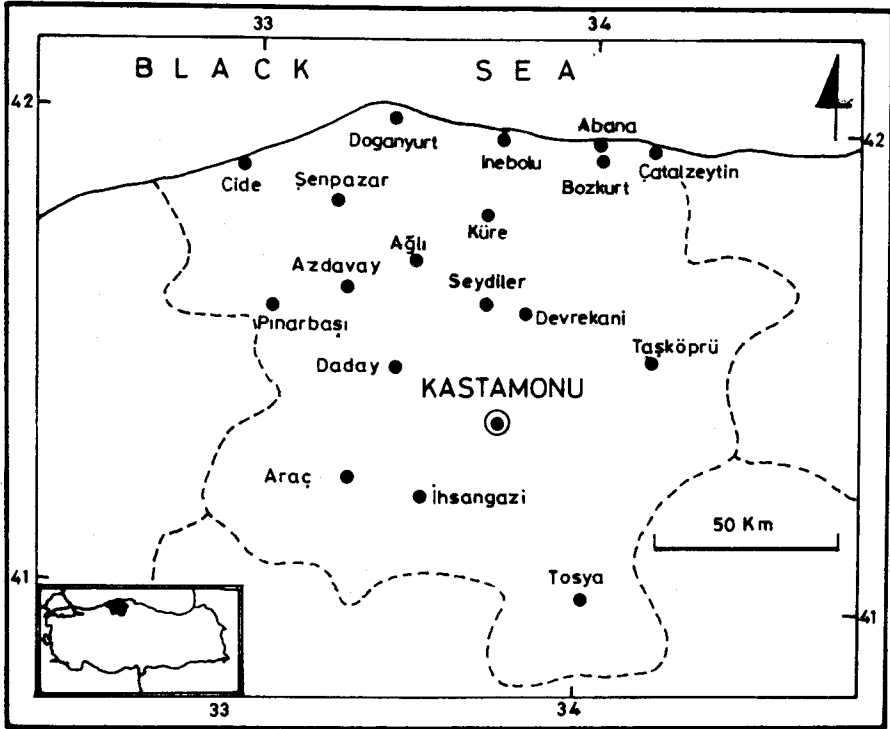 33 34
BLACK SEA
42
42
Doganyurt
Inebolu
Abana
Cide
Şenpazar
Bozkurt
Çatalzeytin
Küre
Ağlı
Azdavay
Seydiler
Pınarbaşı
Devrekani
Taşköprü
Daday
KASTAMONU
Araç
İhsangazi
50 Km
41
Tosya
41
33 34